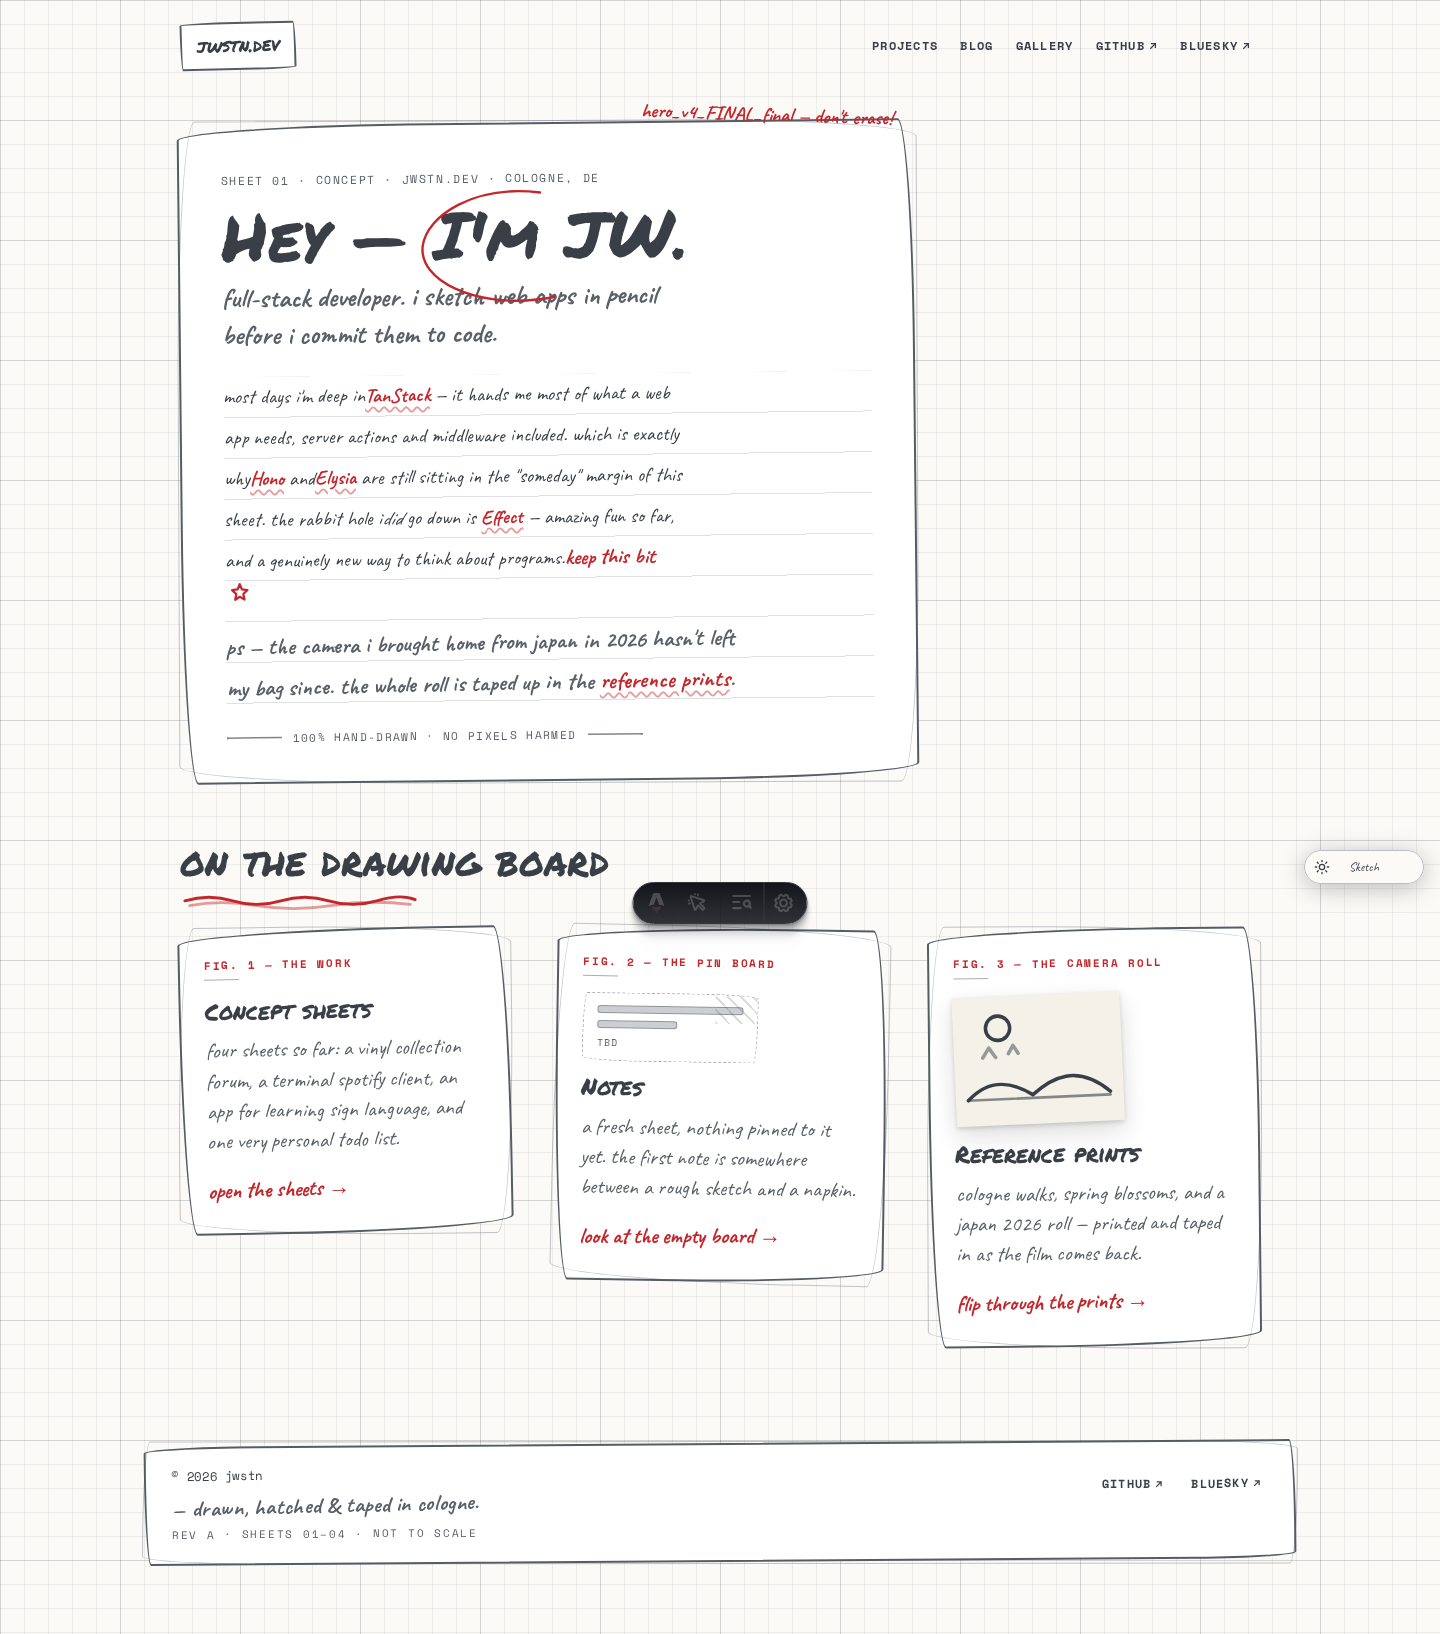 JWSTN.DEV
PROJECTS BLOG GALLERY GITHUB ↗ BLUESKY ↗
hero_v4_FINAL_final — don't erase!
SHEET 01 · CONCEPT · JWSTN.DEV · COLOGNE, DE
HEY — I'M JW.
full-stack developer. i sketch web apps in pencil
before i commit them to code.
most days i'm deep in TanStack — it hands me most of what a web
app needs, server actions and middleware included. which is exactly
why Hono and Elysia are still sitting in the "someday" margin of this
sheet. the rabbit hole i did go down is Effect — amazing fun so far,
and a genuinely new way to think about programs. keep this bit
ps — the camera i brought home from japan in 2026 hasn't left
my bag since. the whole roll is taped up in the reference prints.
100% HAND-DRAWN · NO PIXELS HARMED
ON THE DRAWING BOARD
Sketch
FIG. 1 — THE WORK
CONCEPT SHEETS
four sheets so far: a vinyl collection
forum, a terminal spotify client, an
app for learning sign language, and
one very personal todo list.
open the sheets →
FIG. 2 — THE PIN BOARD
TBD
NOTES
a fresh sheet, nothing pinned to it
yet. the first note is somewhere
between a rough sketch and a napkin.
look at the empty board →
FIG. 3 — THE CAMERA ROLL
REFERENCE PRINTS
cologne walks, spring blossoms, and a
japan 2026 roll — printed and taped
in as the film comes back.
flip through the prints →
© 2026 jwstn
— drawn, hatched & taped in cologne.
REV A · SHEETS 01–04 · NOT TO SCALE
GITHUB ↗ BLUESKY ↗